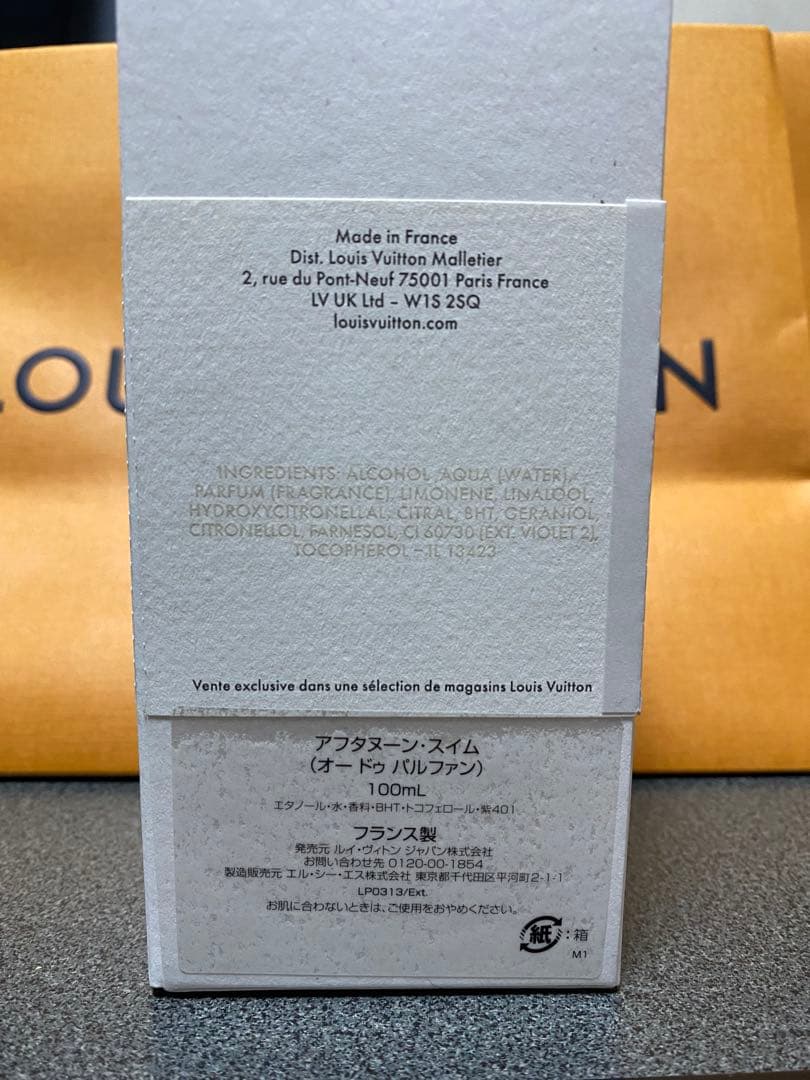 LOU
N
Made in France
Dist. Louis Vuitton Malletier
2, rue du Pont-Neuf 75001 Paris France
LV UK Ltd – W1S 2SQ
louisvuitton.com
INGREDIENTS: ALCOHOL ,AQUA (WATER),
PARFUM (FRAGRANCE), LIMONENE, LINALOOL,
HYDROXYCITRONELLAL, CITRAL, BHT, GERANIOL,
CITRONELLOL, FARNESOL, CI 60730 (EXT. VIOLET 2),
TOCOPHEROL – IL 13423
Vente exclusive dans une sélection de magasins Louis Vuitton
アフタヌーン・スイム
(オー ドゥ パルファン)
100mL
エタノール・水・香料・BHT・トコフェロール・紫401
フランス製
発売元 ルイ・ヴィトン ジャパン株式会社
お問い合わせ先 0120-00-1854
製造販売元 エル・シー・エス株式会社 東京都千代田区平河町2-1-1
LP0313/Ext.
お肌に合わないときは、ご使用をおやめください。
紙:箱
M1